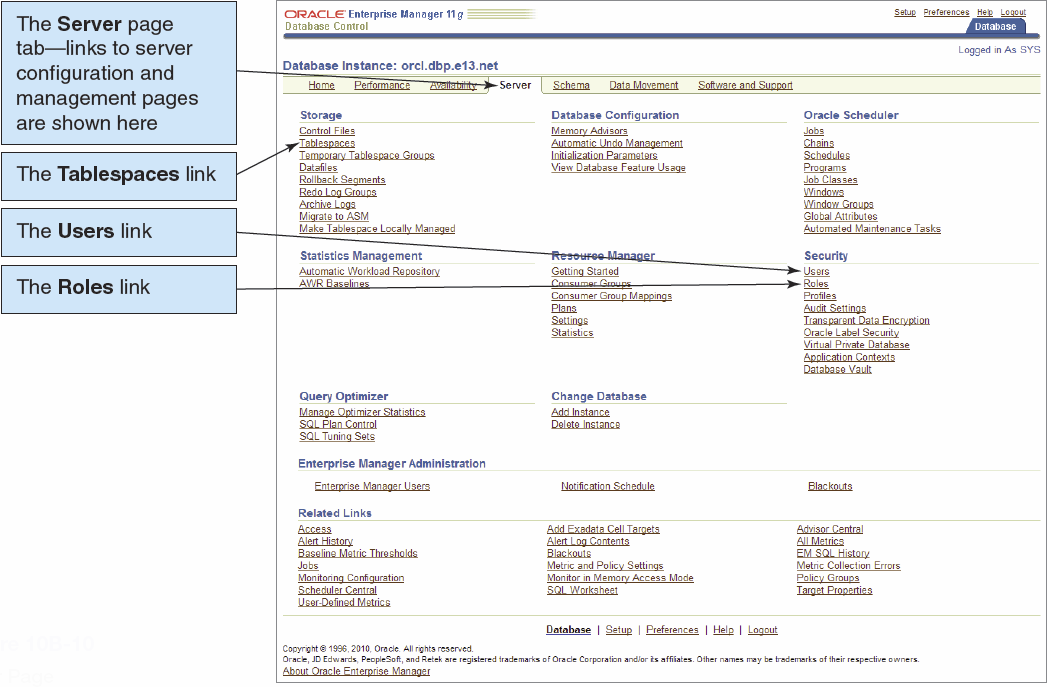 The Server page
tab—links to server
configuration and
management pages
are shown here
The Tablespaces link
The Users link
The Roles link
ORACLE Enterprise Manager 11g
Database Control
Setup Preferences Help Logout
Database
Logged in As SYS
Database Instance: orcl.dbp.e13.net
Home Performance Availability Server Schema Data Movement Software and Support
Storage
Control Files
Tablespaces
Temporary Tablespace Groups
Datafiles
Rollback Segments
Redo Log Groups
Archive Logs
Migrate to ASM
Make Tablespace Locally Managed
Database Configuration
Memory Advisors
Automatic Undo Management
Initialization Parameters
View Database Feature Usage
Oracle Scheduler
Jobs
Chains
Schedules
Programs
Job Classes
Windows
Window Groups
Global Attributes
Automated Maintenance Tasks
Statistics Management
Automatic Workload Repository
AWR Baselines
Resource Manager
Getting Started
Consumer Groups
Consumer Group Mappings
Plans
Settings
Statistics
Security
Users
Roles
Profiles
Audit Settings
Transparent Data Encryption
Oracle Label Security
Virtual Private Database
Application Contexts
Database Vault
Query Optimizer
Manage Optimizer Statistics
SQL Plan Control
SQL Tuning Sets
Change Database
Add Instance
Delete Instance
Enterprise Manager Administration
Enterprise Manager Users Notification Schedule Blackouts
Related Links
Access
Alert History
Baseline Metric Thresholds
Jobs
Monitoring Configuration
Scheduler Central
User-Defined Metrics
Add Exadata Cell Targets
Alert Log Contents
Blackouts
Metric and Policy Settings
Monitor in Memory Access Mode
SQL Worksheet
Advisor Central
All Metrics
EM SQL History
Metric Collection Errors
Policy Groups
Target Properties
Database | Setup | Preferences | Help | Logout
Copyright © 1996, 2010, Oracle. All rights reserved.
Oracle, JD Edwards, PeopleSoft, and Retek are registered trademarks of Oracle Corporation and/or its affiliates. Other names may be trademarks of their respective owners.
About Oracle Enterprise Manager